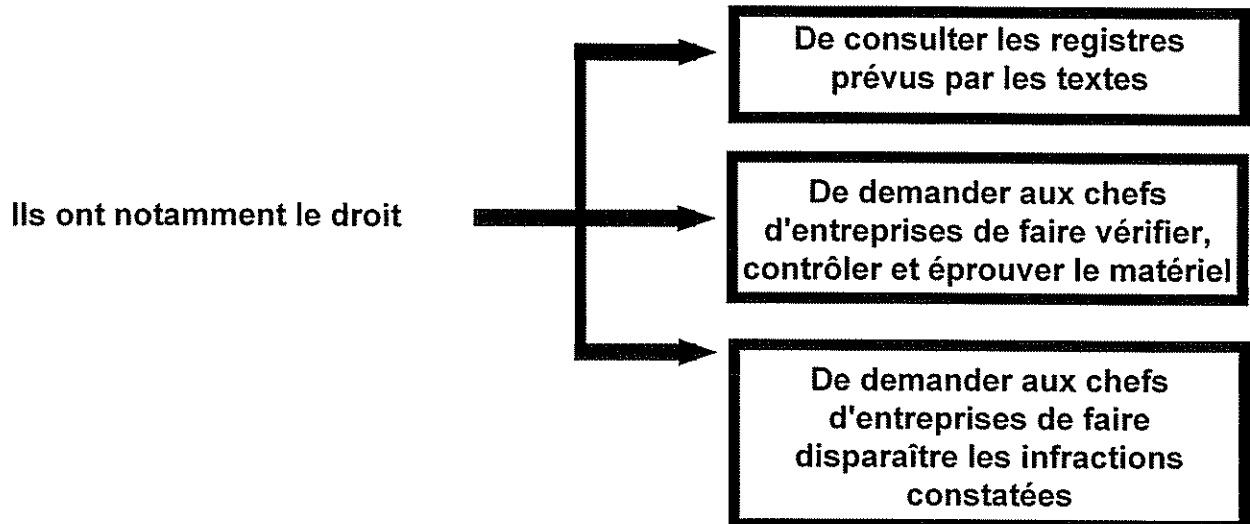 De consulter les registres
prévus par les textes
Ils ont notamment le droit
De demander aux chefs
d'entreprises de faire vérifier,
contrôler et éprouver le matériel
De demander aux chefs
d'entreprises de faire
disparaître les infractions
constatées